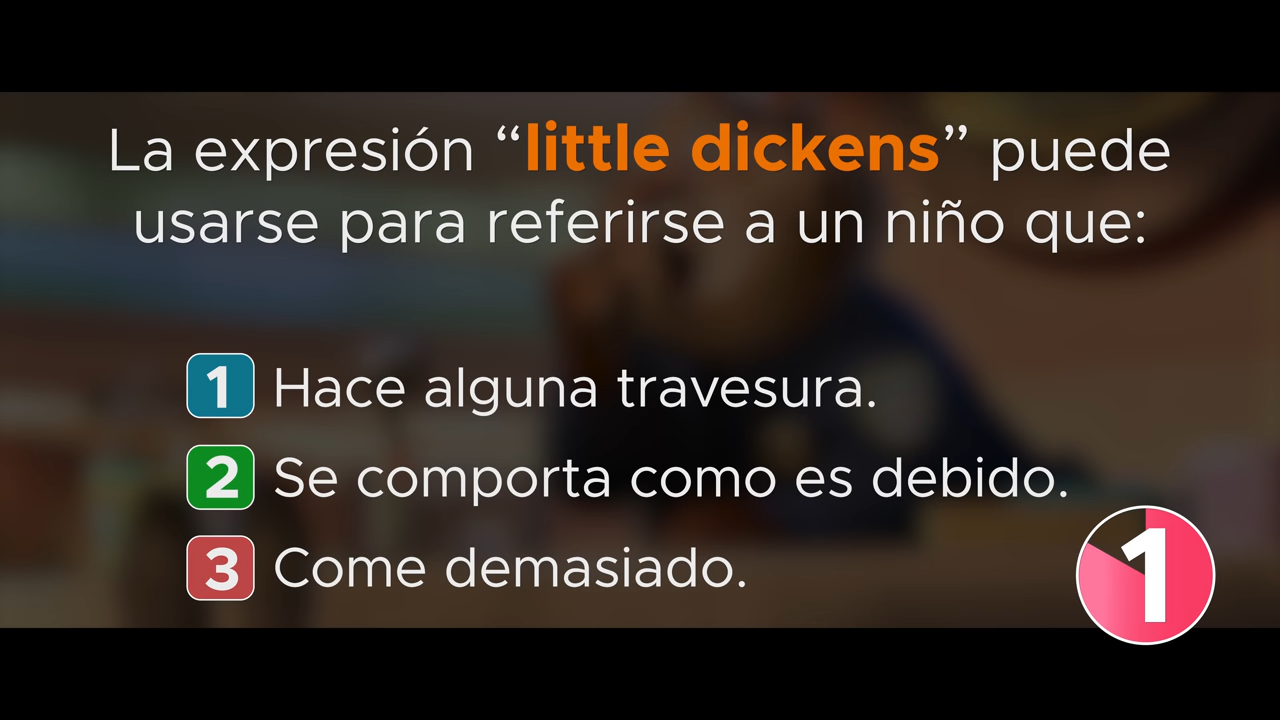 La expresión “little dickens” puede
usarse para referirse a un niño que:
1 Hace alguna travesura.
2 Se comporta como es debido.
3 Come demasiado.
1